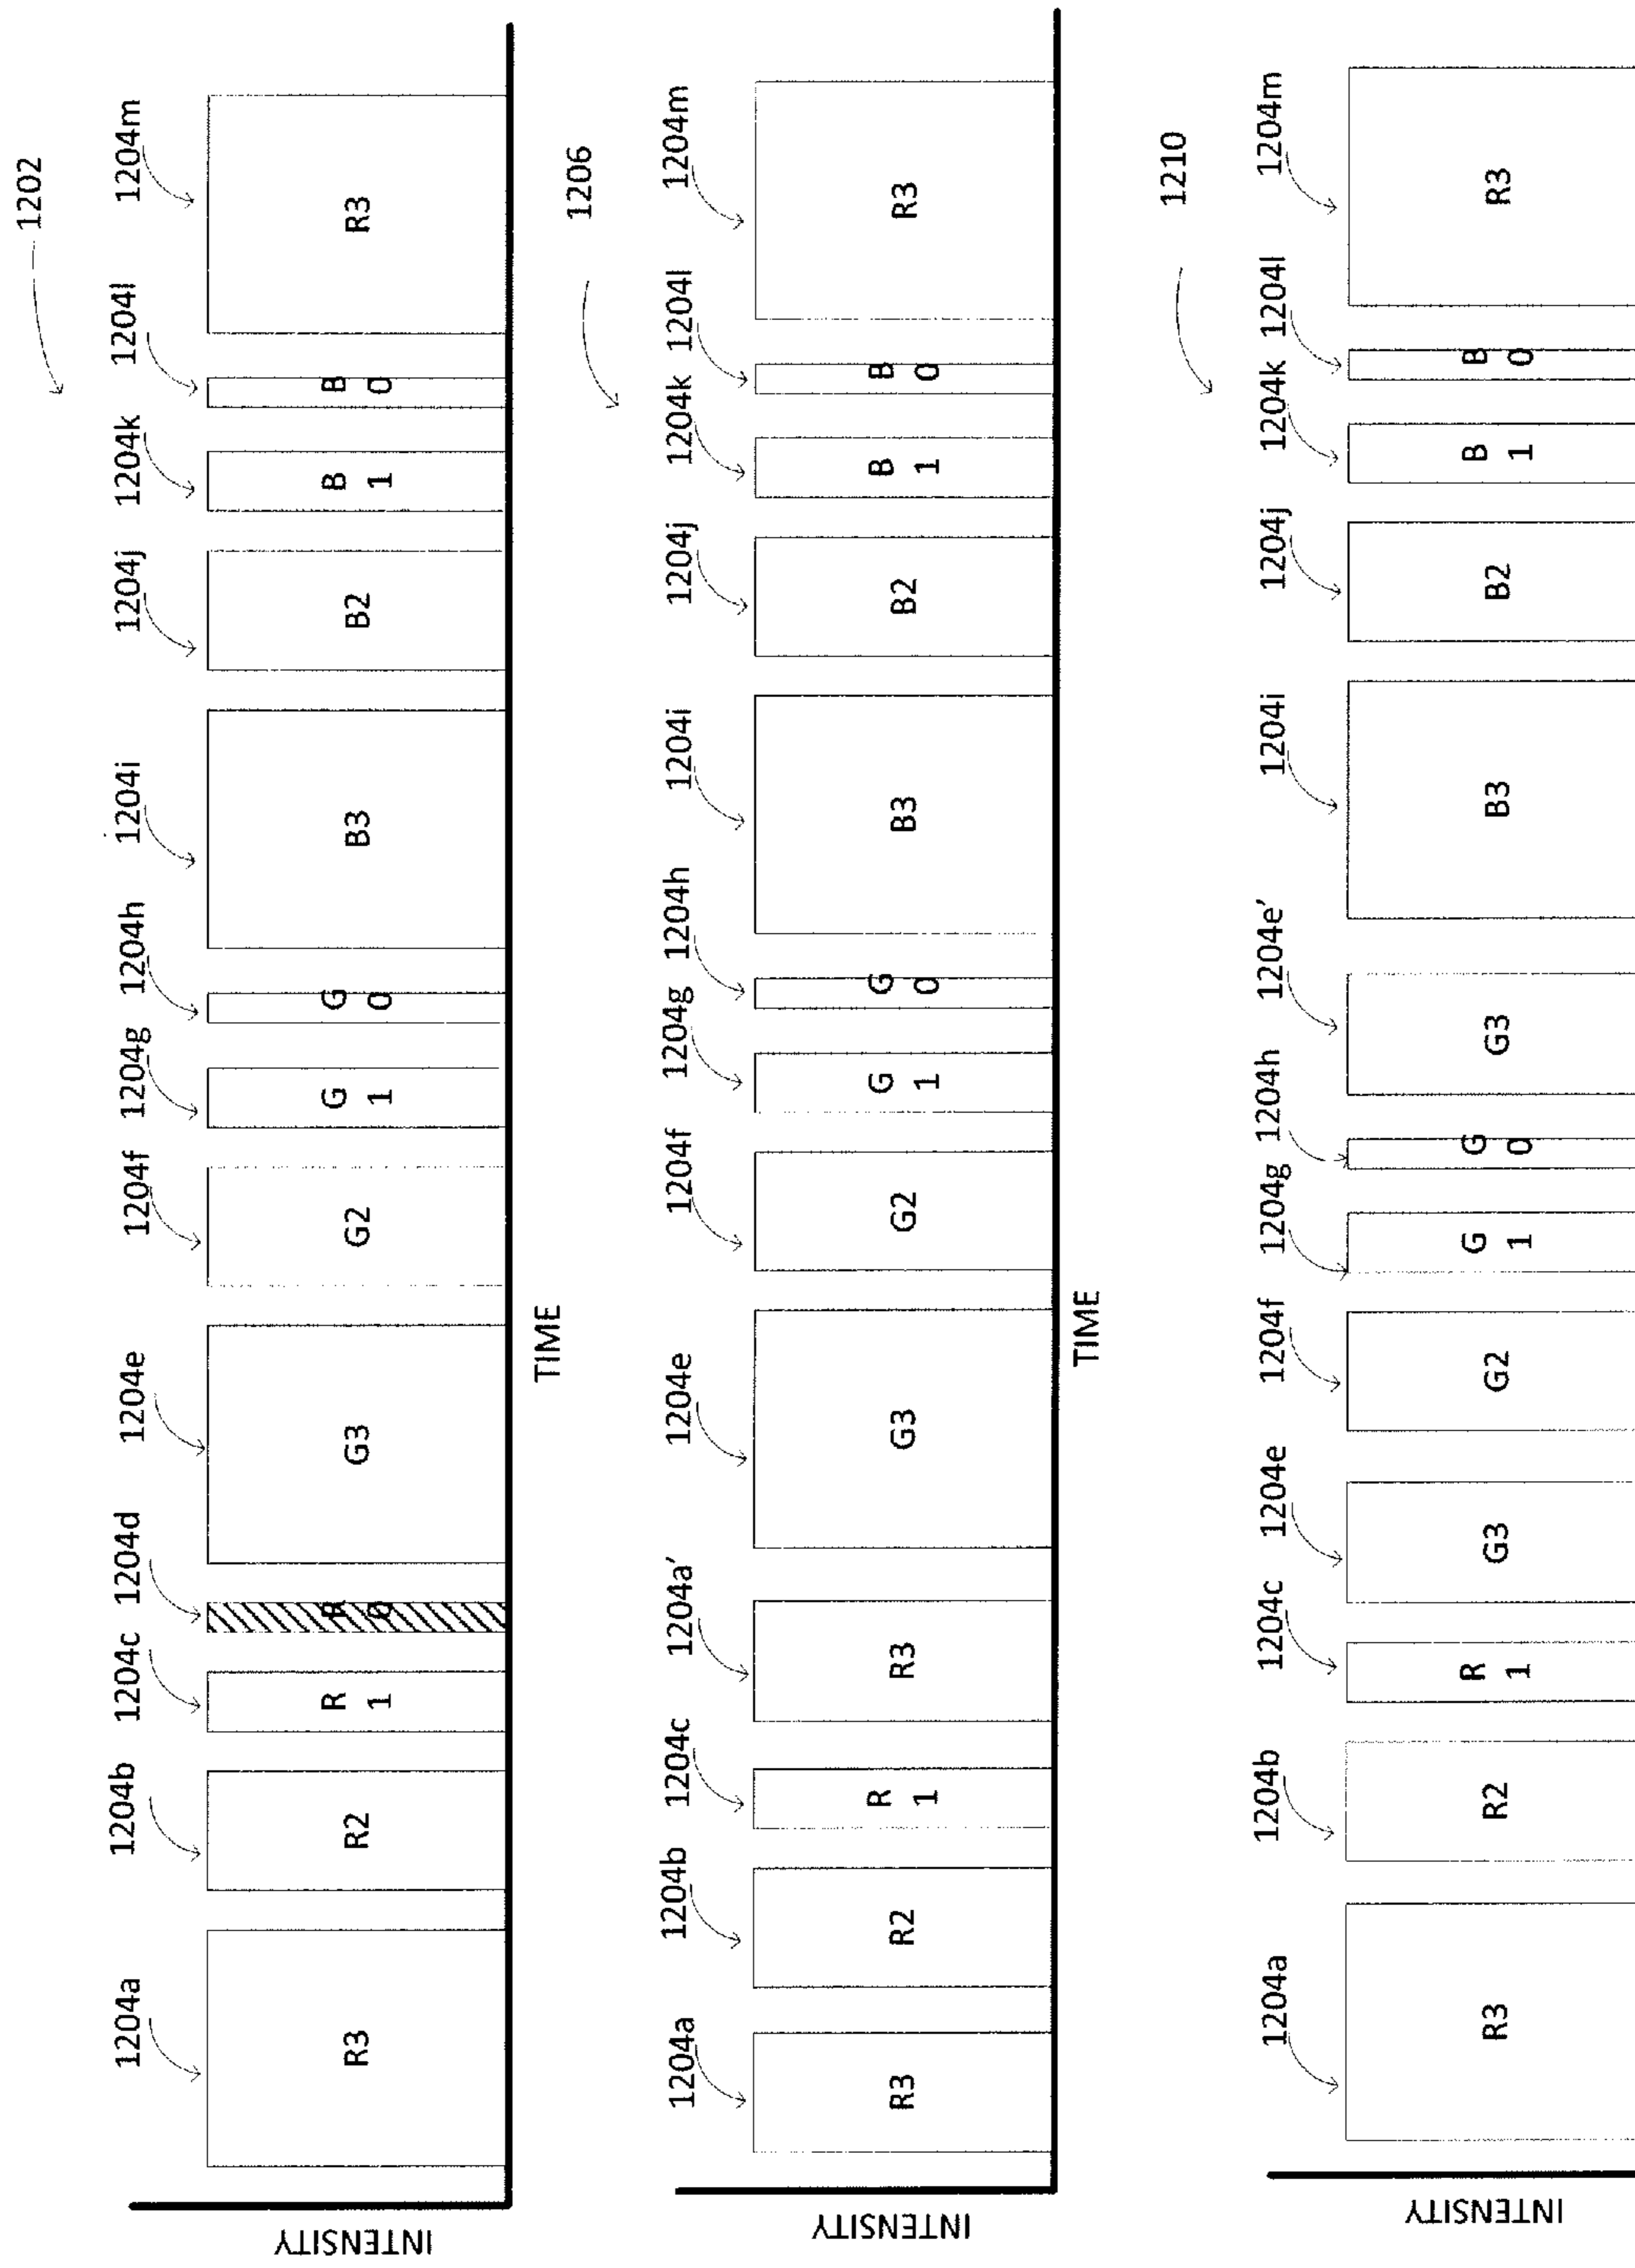 1202
1204a 1204b 1204c 1204d 1204e 1204f 1204g 1204h 1204i 1204j 1204k 1204l 1204m
INTENSITY
R3 R2 R 1 R 0 G3 G2 G 1 G 0 B3 B2 B 1 B 0 R3
TIME
1206
1204a 1204b 1204c 1204a' 1204e 1204f 1204g 1204h 1204i 1204j 1204k 1204l 1204m
INTENSITY
R3 R2 R 1 R3 G3 G2 G 1 G 0 B3 B2 B 1 B 0 R3
TIME
1210
1204a 1204b 1204c 1204e 1204f 1204g 1204h 1204e' 1204i 1204j 1204k 1204l 1204m
INTENSITY
R3 R2 R 1 G3 G2 G 1 G 0 G3 B3 B2 B 1 B 0 R3